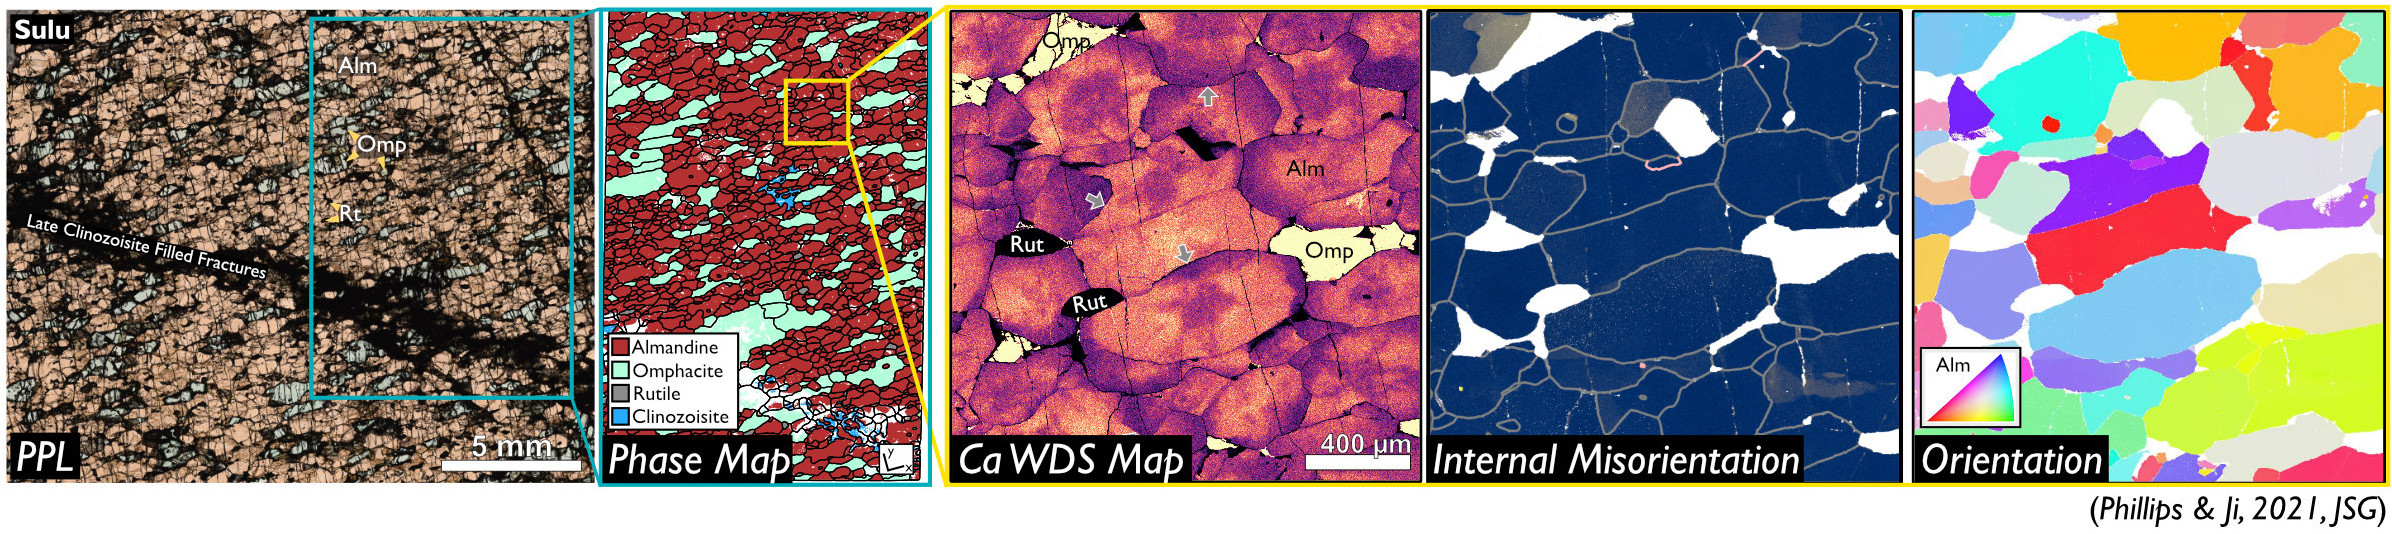 Sulu
Alm
Omp
Rt
Late Clinozoisite Filled Fractures
PPL
5 mm
Almandine
Omphacite
Rutile
Clinozoisite
Phase Map
y
x
Omp
Alm
Rut
Omp
Rut
Ca WDS Map
400 µm
Internal Misorientation
Alm
Orientation
(Phillips & Ji, 2021, JSG)